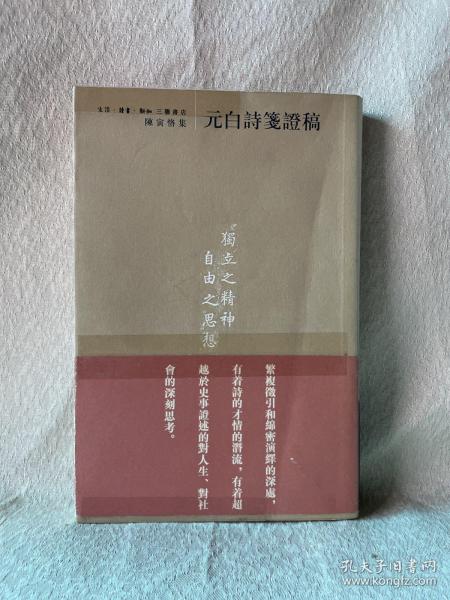 生活·讀書·新知三聯書店
陳寅恪集
元白詩箋證稿
獨立之精神
自由之思想
繁複徵引和綿密演繹的深處，
有着詩的才情的潛流，有着超
越於史事證述的對人生、對社
會的深刻思考。
孔夫子旧书网
www.kongfz.com